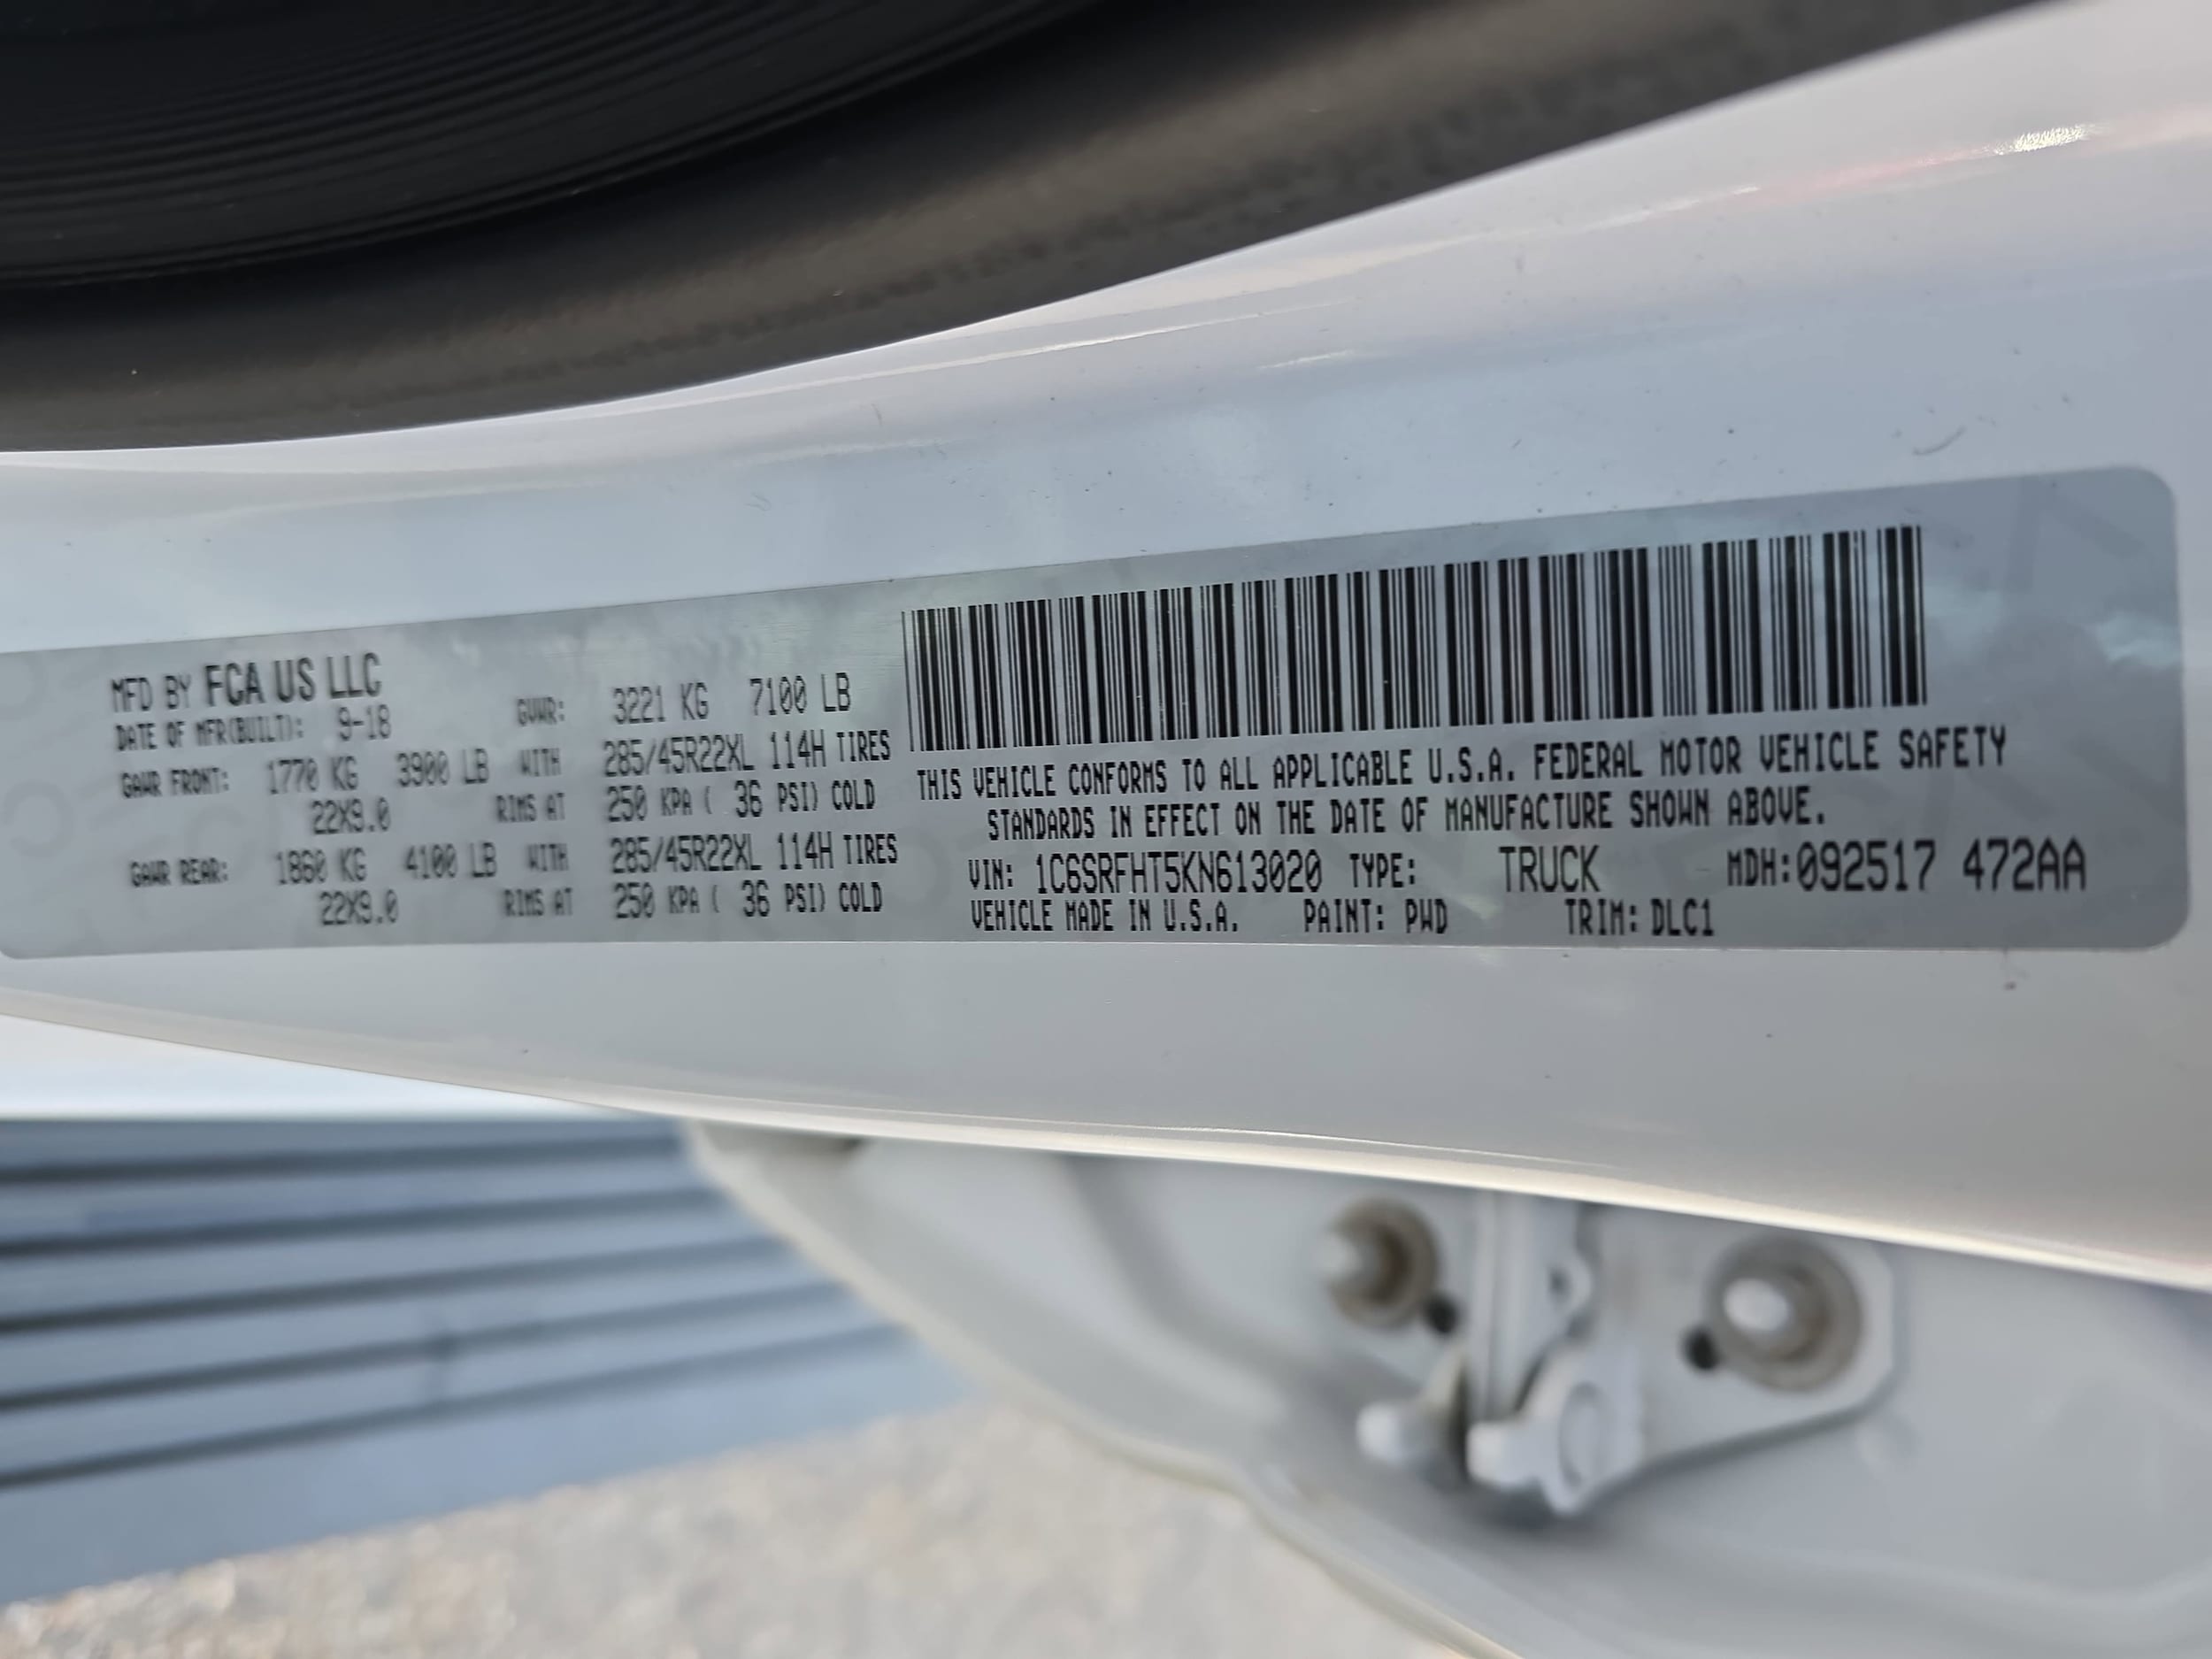 MFD BY FCA US LLC
DATE OF MFR(BUILT): 9-18 GVWR: 3221 KG 7100 LB
GAWR FRONT: 1770 KG 3900 LB WITH 285/45R22XL 114H TIRES
22X9.0 RIMS AT 250 KPA ( 36 PSI) COLD
GAWR REAR: 1860 KG 4100 LB WITH 285/45R22XL 114H TIRES
22X9.0 RIMS AT 250 KPA ( 36 PSI) COLD
THIS VEHICLE CONFORMS TO ALL APPLICABLE U.S.A. FEDERAL MOTOR VEHICLE SAFETY
STANDARDS IN EFFECT ON THE DATE OF MANUFACTURE SHOWN ABOVE.
VIN: 1C6SRFHT5KN613020 TYPE: TRUCK MDH:092517 472AA
VEHICLE MADE IN U.S.A. PAINT: PWD TRIM: DLC1